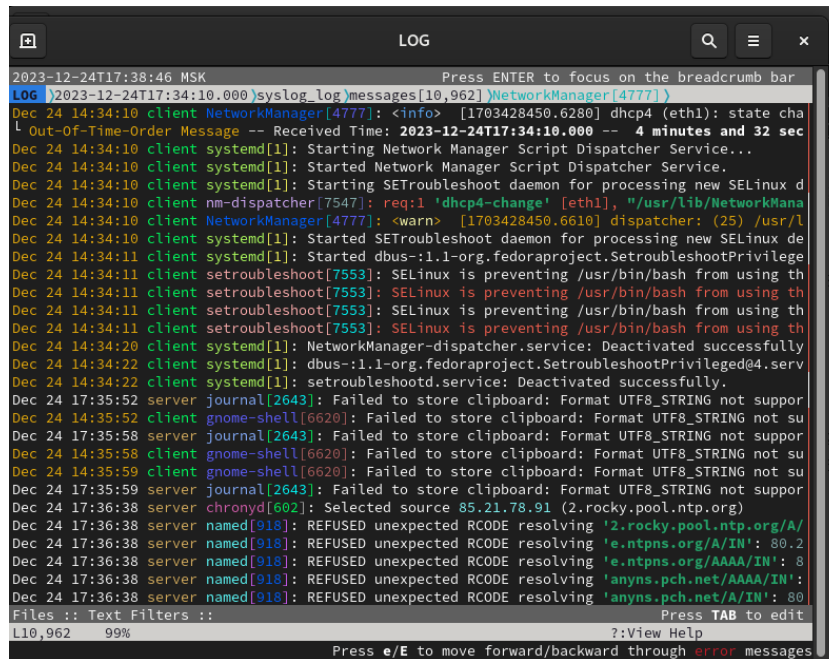 LOG
2023-12-24T17:38:46 MSK Press ENTER to focus on the breadcrumb bar
LOG ⟩2023-12-24T17:34:10.000⟩syslog_log⟩messages[10,962]⟩NetworkManager[4777]⟩
Dec 24 14:34:10 client NetworkManager[4777]: <info>  [1703428450.6280] dhcp4 (eth1): state cha
└ Out-Of-Time-Order Message -- Received Time: 2023-12-24T17:34:10.000 --  4 minutes and 32 sec
Dec 24 14:34:10 client systemd[1]: Starting Network Manager Script Dispatcher Service...
Dec 24 14:34:10 client systemd[1]: Started Network Manager Script Dispatcher Service.
Dec 24 14:34:10 client systemd[1]: Starting SETroubleshoot daemon for processing new SELinux d
Dec 24 14:34:10 client nm-dispatcher[7547]: req:1 'dhcp4-change' [eth1], "/usr/lib/NetworkMana
Dec 24 14:34:10 client NetworkManager[4777]: <warn>  [1703428450.6610] dispatcher: (25) /usr/l
Dec 24 14:34:10 client systemd[1]: Started SETroubleshoot daemon for processing new SELinux de
Dec 24 14:34:11 client systemd[1]: Started dbus-:1.1-org.fedoraproject.SetroubleshootPrivilege
Dec 24 14:34:11 client setroubleshoot[7553]: SELinux is preventing /usr/bin/bash from using th
Dec 24 14:34:11 client setroubleshoot[7553]: SELinux is preventing /usr/bin/bash from using th
Dec 24 14:34:11 client setroubleshoot[7553]: SELinux is preventing /usr/bin/bash from using th
Dec 24 14:34:11 client setroubleshoot[7553]: SELinux is preventing /usr/bin/bash from using th
Dec 24 14:34:20 client systemd[1]: NetworkManager-dispatcher.service: Deactivated successfully
Dec 24 14:34:22 client systemd[1]: dbus-:1.1-org.fedoraproject.SetroubleshootPrivileged@4.serv
Dec 24 14:34:22 client systemd[1]: setroubleshootd.service: Deactivated successfully.
Dec 24 17:35:52 server journal[2643]: Failed to store clipboard: Format UTF8_STRING not suppor
Dec 24 14:35:52 client gnome-shell[6620]: Failed to store clipboard: Format UTF8_STRING not su
Dec 24 17:35:58 server journal[2643]: Failed to store clipboard: Format UTF8_STRING not suppor
Dec 24 14:35:58 client gnome-shell[6620]: Failed to store clipboard: Format UTF8_STRING not su
Dec 24 14:35:59 client gnome-shell[6620]: Failed to store clipboard: Format UTF8_STRING not su
Dec 24 17:35:59 server journal[2643]: Failed to store clipboard: Format UTF8_STRING not suppor
Dec 24 17:36:38 server chronyd[602]: Selected source 85.21.78.91 (2.rocky.pool.ntp.org)
Dec 24 17:36:38 server named[918]: REFUSED unexpected RCODE resolving '2.rocky.pool.ntp.org/A/
Dec 24 17:36:38 server named[918]: REFUSED unexpected RCODE resolving 'e.ntpns.org/A/IN': 80.2
Dec 24 17:36:38 server named[918]: REFUSED unexpected RCODE resolving 'e.ntpns.org/AAAA/IN': 8
Dec 24 17:36:38 server named[918]: REFUSED unexpected RCODE resolving 'anyns.pch.net/AAAA/IN':
Dec 24 17:36:38 server named[918]: REFUSED unexpected RCODE resolving 'anyns.pch.net/A/IN': 80
Files :: Text Filters :: Press TAB to edit
L10,962 99% ?:View Help
Press e/E to move forward/backward through error messages